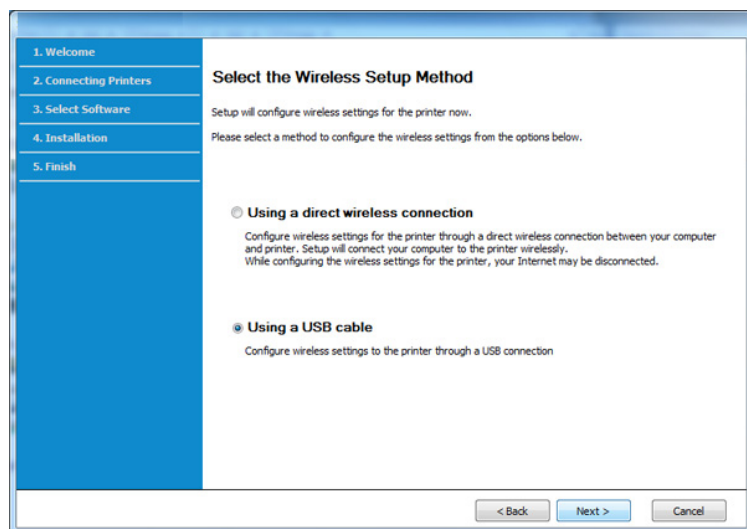 1. Welcome
2. Connecting Printers
3. Select Software
4. Installation
5. Finish
Select the Wireless Setup Method
Setup will configure wireless settings for the printer now.
Please select a method to configure the wireless settings from the options below.
Using a direct wireless connection
Configure wireless settings for the printer through a direct wireless connection between your computer
and printer. Setup will connect your computer to the printer wirelessly.
While configuring the wireless settings for the printer, your Internet may be disconnected.
Using a USB cable
Configure wireless settings to the printer through a USB connection
< Back Next > Cancel